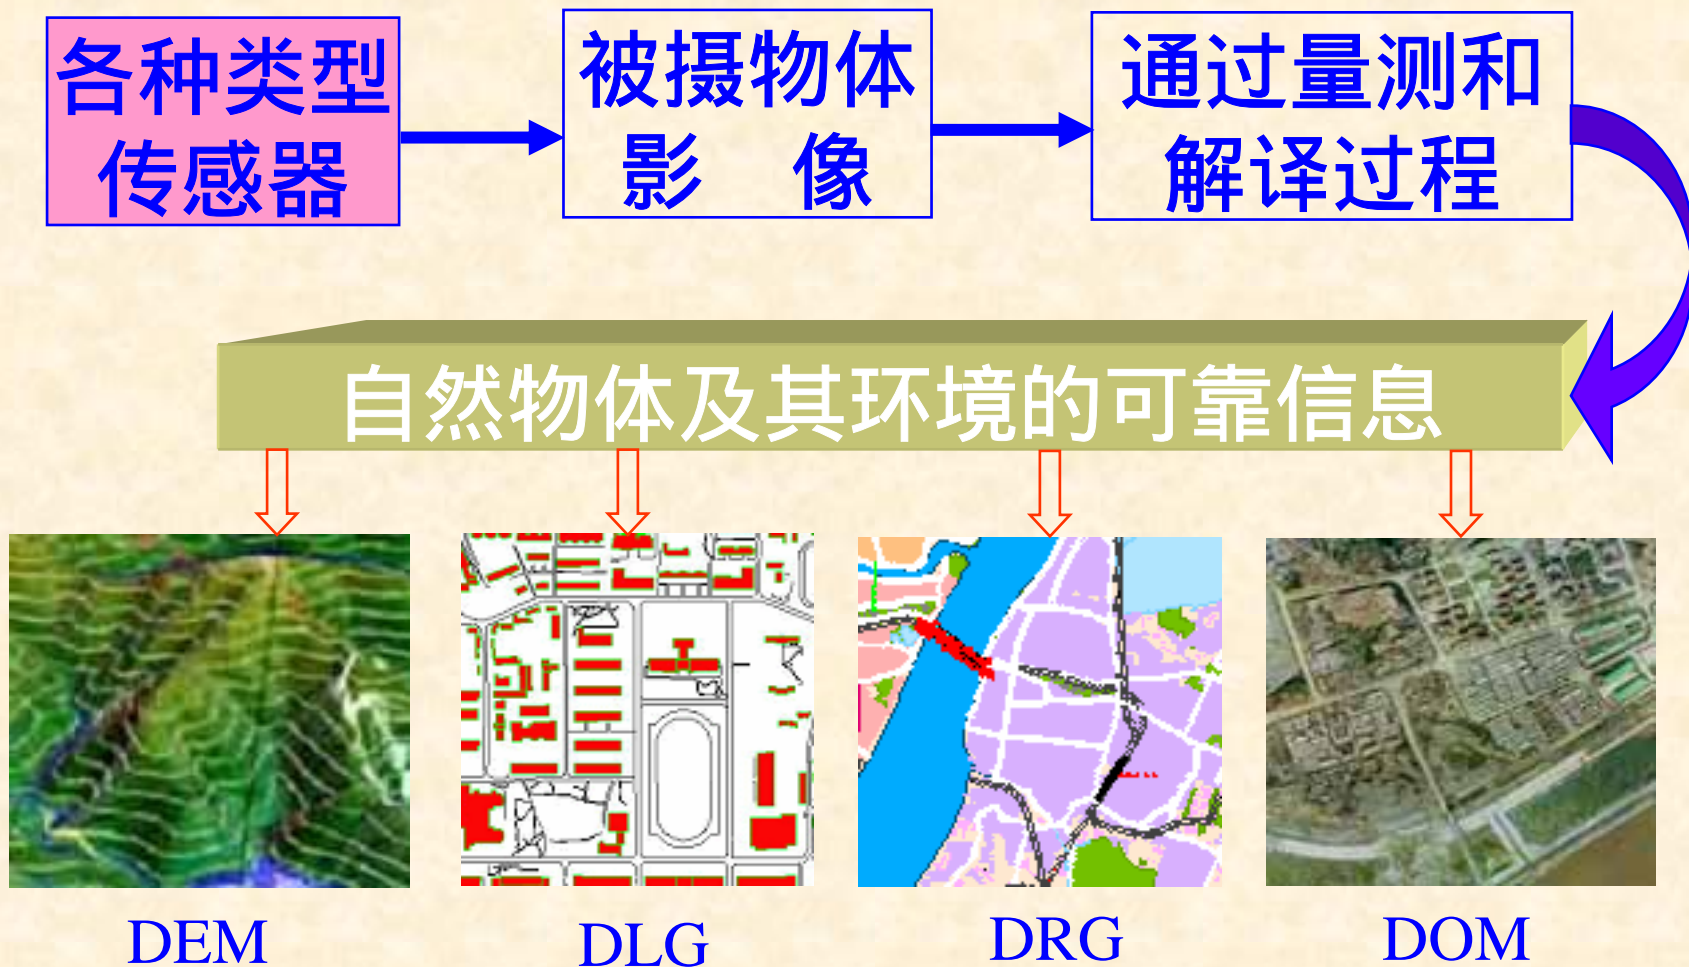 各种类型
传感器
被摄物体
影 像
通过量测和
解译过程
自然物体及其环境的可靠信息
DEM
DLG
DRG
DOM